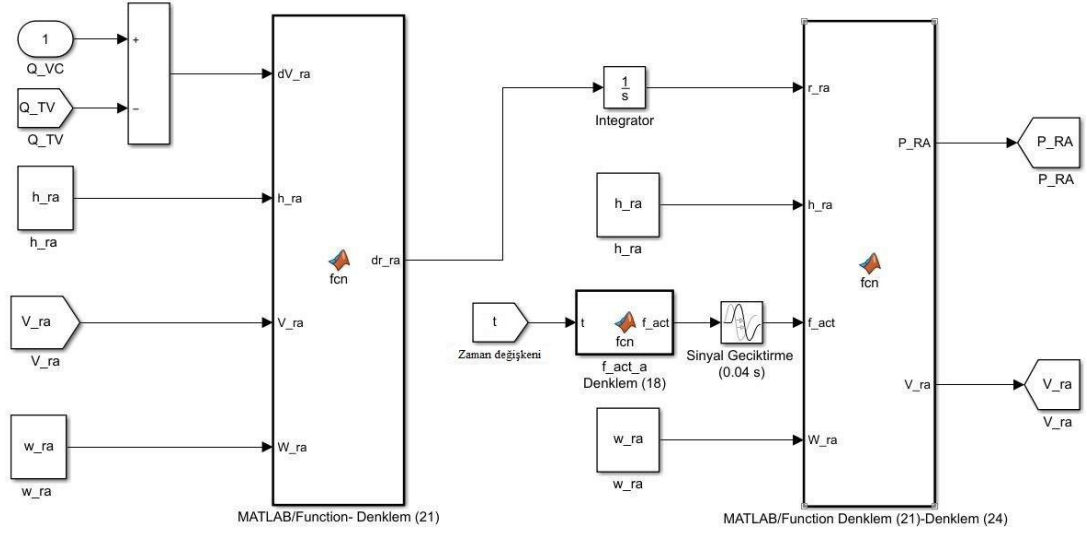 1
Q_VC
Q_TV
Q_TV
+
−
h_ra
h_ra
V_ra
V_ra
w_ra
w_ra
dV_ra
h_ra
V_ra
W_ra
fcn
dr_ra
MATLAB/Function- Denklem (21)
1
s
Integrator
h_ra
h_ra
t
Zaman değişkeni
t
fcn
f_act
f_act_a
Denklem (18)
Sinyal Geciktirme
(0.04 s)
w_ra
w_ra
r_ra
h_ra
f_act
W_ra
fcn
P_RA
V_ra
MATLAB/Function Denklem (21)-Denklem (24)
P_RA
P_RA
V_ra
V_ra